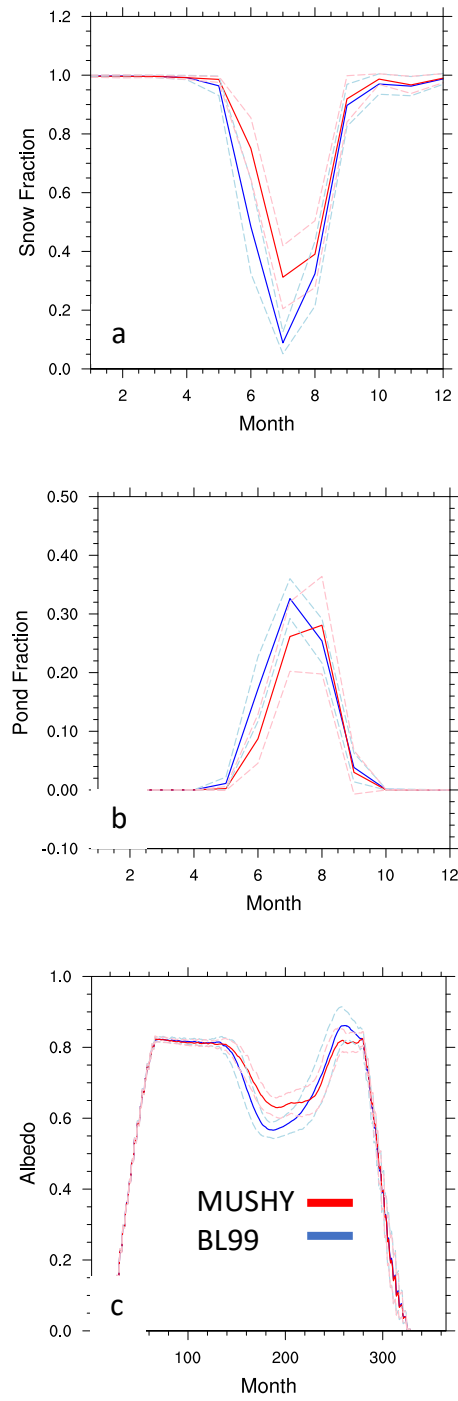 1.2
1.0
0.8
0.6
0.4
0.2
0.0
Snow Fraction
a
2 4 6 8 10 12
Month
0.50
0.40
0.30
0.20
0.10
0.00
-0.10
Pond Fraction
b
2 4 6 8 10 12
Month
1.0
0.8
0.6
0.4
0.2
0.0
Albedo
MUSHY
BL99
c
100 200 300
Month